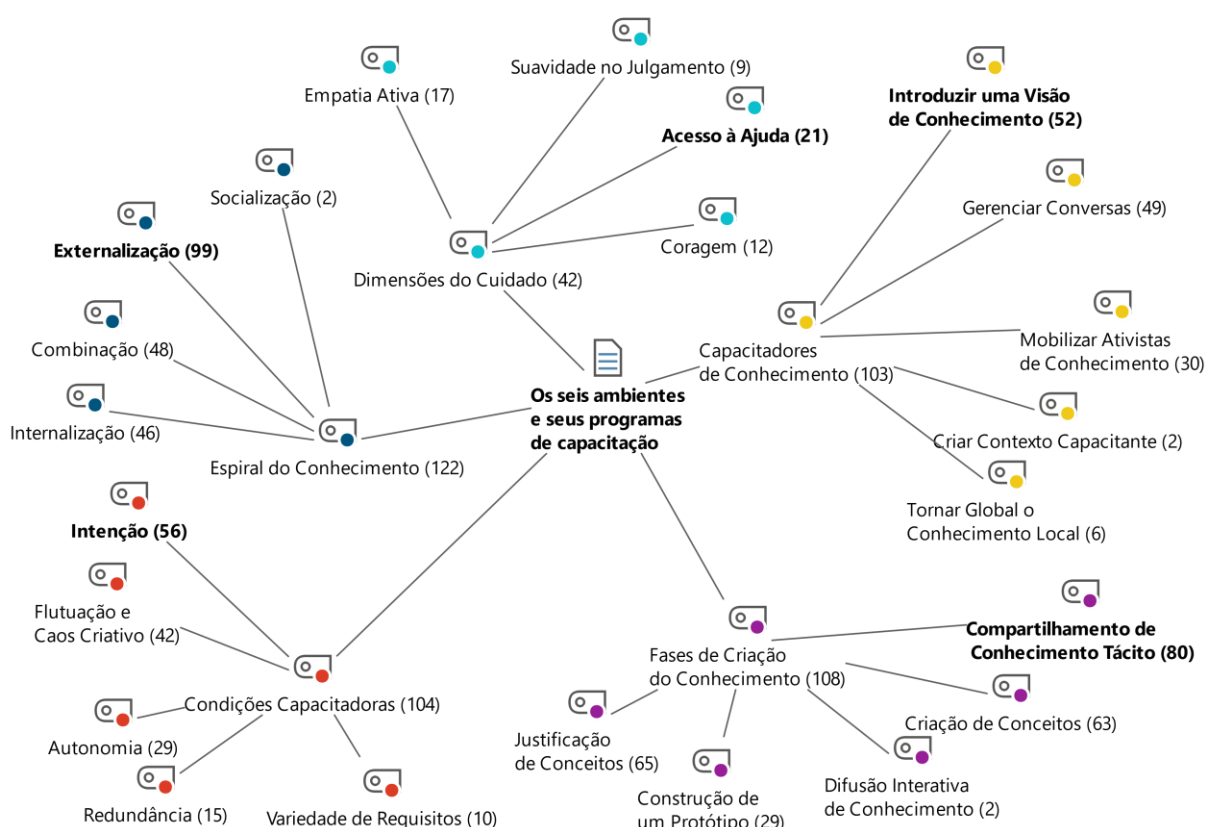 Suavidade no Julgamento (9)
Empatia Ativa (17)
Introduzir uma Visão
de Conhecimento (52)
Acesso à Ajuda (21)
Socialização (2)
Gerenciar Conversas (49)
Externalização (99)
Coragem (12)
Dimensões do Cuidado (42)
Combinação (48)
Capacitadores
de Conhecimento (103)
Mobilizar Ativistas
de Conhecimento (30)
Os seis ambientes
e seus programas
de capacitação
Internalização (46)
Espiral do Conhecimento (122)
Criar Contexto Capacitante (2)
Tornar Global o
Conhecimento Local (6)
Intenção (56)
Flutuação e
Caos Criativo (42)
Compartilhamento de
Conhecimento Tácito (80)
Fases de Criação
do Conhecimento (108)
Condições Capacitadoras (104)
Criação de Conceitos (63)
Autonomia (29)
Justificação
de Conceitos (65)
Redundância (15)
Variedade de Requisitos (10)
Construção de
um Protótipo (29)
Difusão Interativa
de Conhecimento (2)